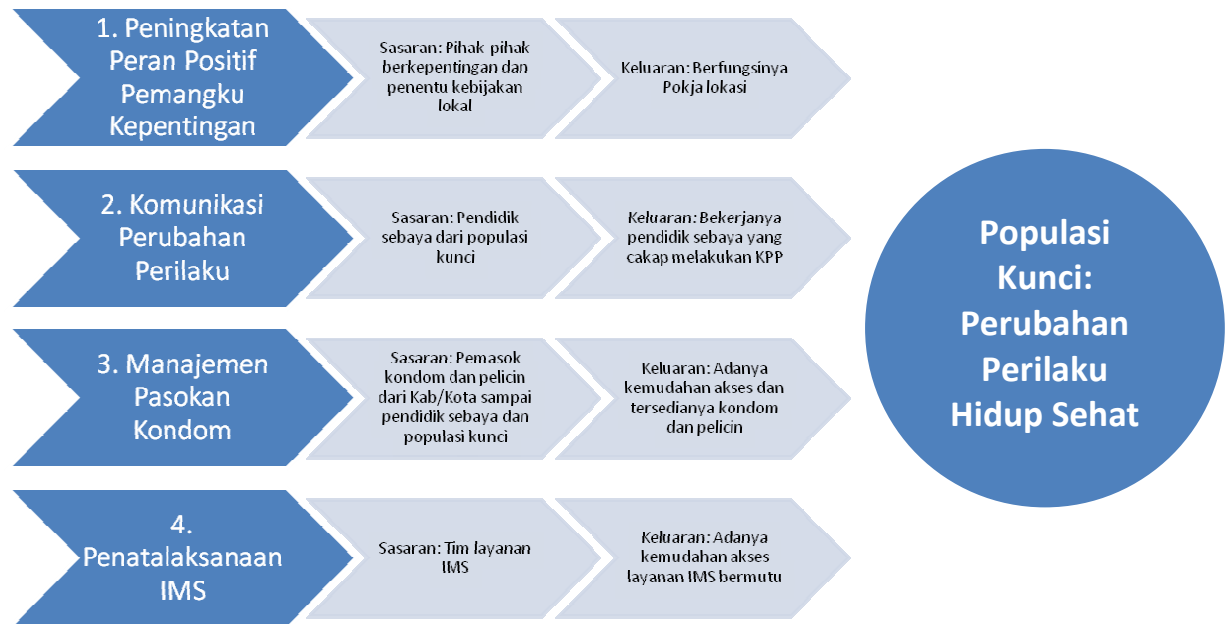 1. Peningkatan
Peran Positif
Pemangku
Kepentingan
Sasaran: Pihak-pihak
berkepentingan dan
penentu kebijakan
lokal
Keluaran: Berfungsinya
Pokja lokasi
2. Komunikasi
Perubahan
Perilaku
Sasaran: Pendidik
sebaya dari populasi
kunci
Keluaran: Bekerjanya
pendidik sebaya yang
cakap melakukan KPP
3. Manajemen
Pasokan
Kondom
Sasaran: Pemasok
kondom dan pelicin
dari Kab/Kota sampai
pendidik sebaya dan
populasi kunci
Keluaran: Adanya
kemudahan akses dan
tersedianya kondom
dan pelicin
4.
Penatalaksanaan
IMS
Sasaran: Tim layanan
IMS
Keluaran: Adanya
kemudahan akses
layanan IMS bermutu
Populasi
Kunci:
Perubahan
Perilaku
Hidup Sehat